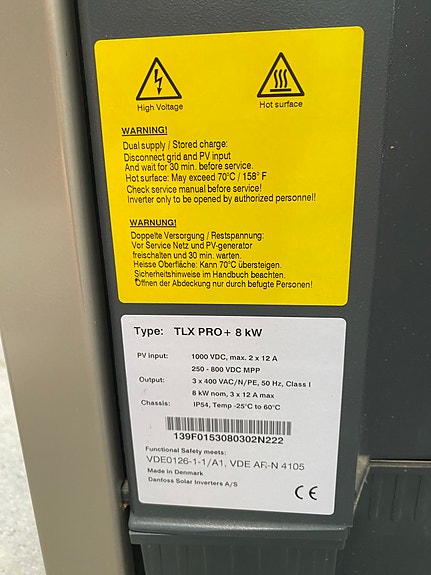 High Voltage
Hot surface
WARNING!
Dual supply / Stored charge:
Disconnect grid and PV input
And wait for 30 min. before service.
Hot surface: May exceed 70°C / 158° F
Check service manual before service!
Inverter only to be opened by authorized personnel!
WARNUNG!
Doppelte Versorgung / Restspannung:
Vor Service Netz und PV-generator
freischalten und 30 min. warten.
Heisse Oberfläche: Kann 70°C übersteigen.
Sicherheitshinweise im Handbuch beachten.
Öffnen der Abdeckung nur durch befugte Personen!
Type: TLX PRO+ 8 kW
PV input: 1000 VDC, max. 2 x 12 A
250 - 800 VDC MPP
Output: 3 x 400 VAC/N/PE, 50 Hz, Class I
8 kW nom, 3 x 12 A max
Chassis: IP54, Temp -25°C to 60°C
139F0153080302N222
Functional Safety meets:
VDE0126-1-1/A1, VDE AR-N 4105
Made in Denmark
Danfoss Solar Inverters A/S
CE